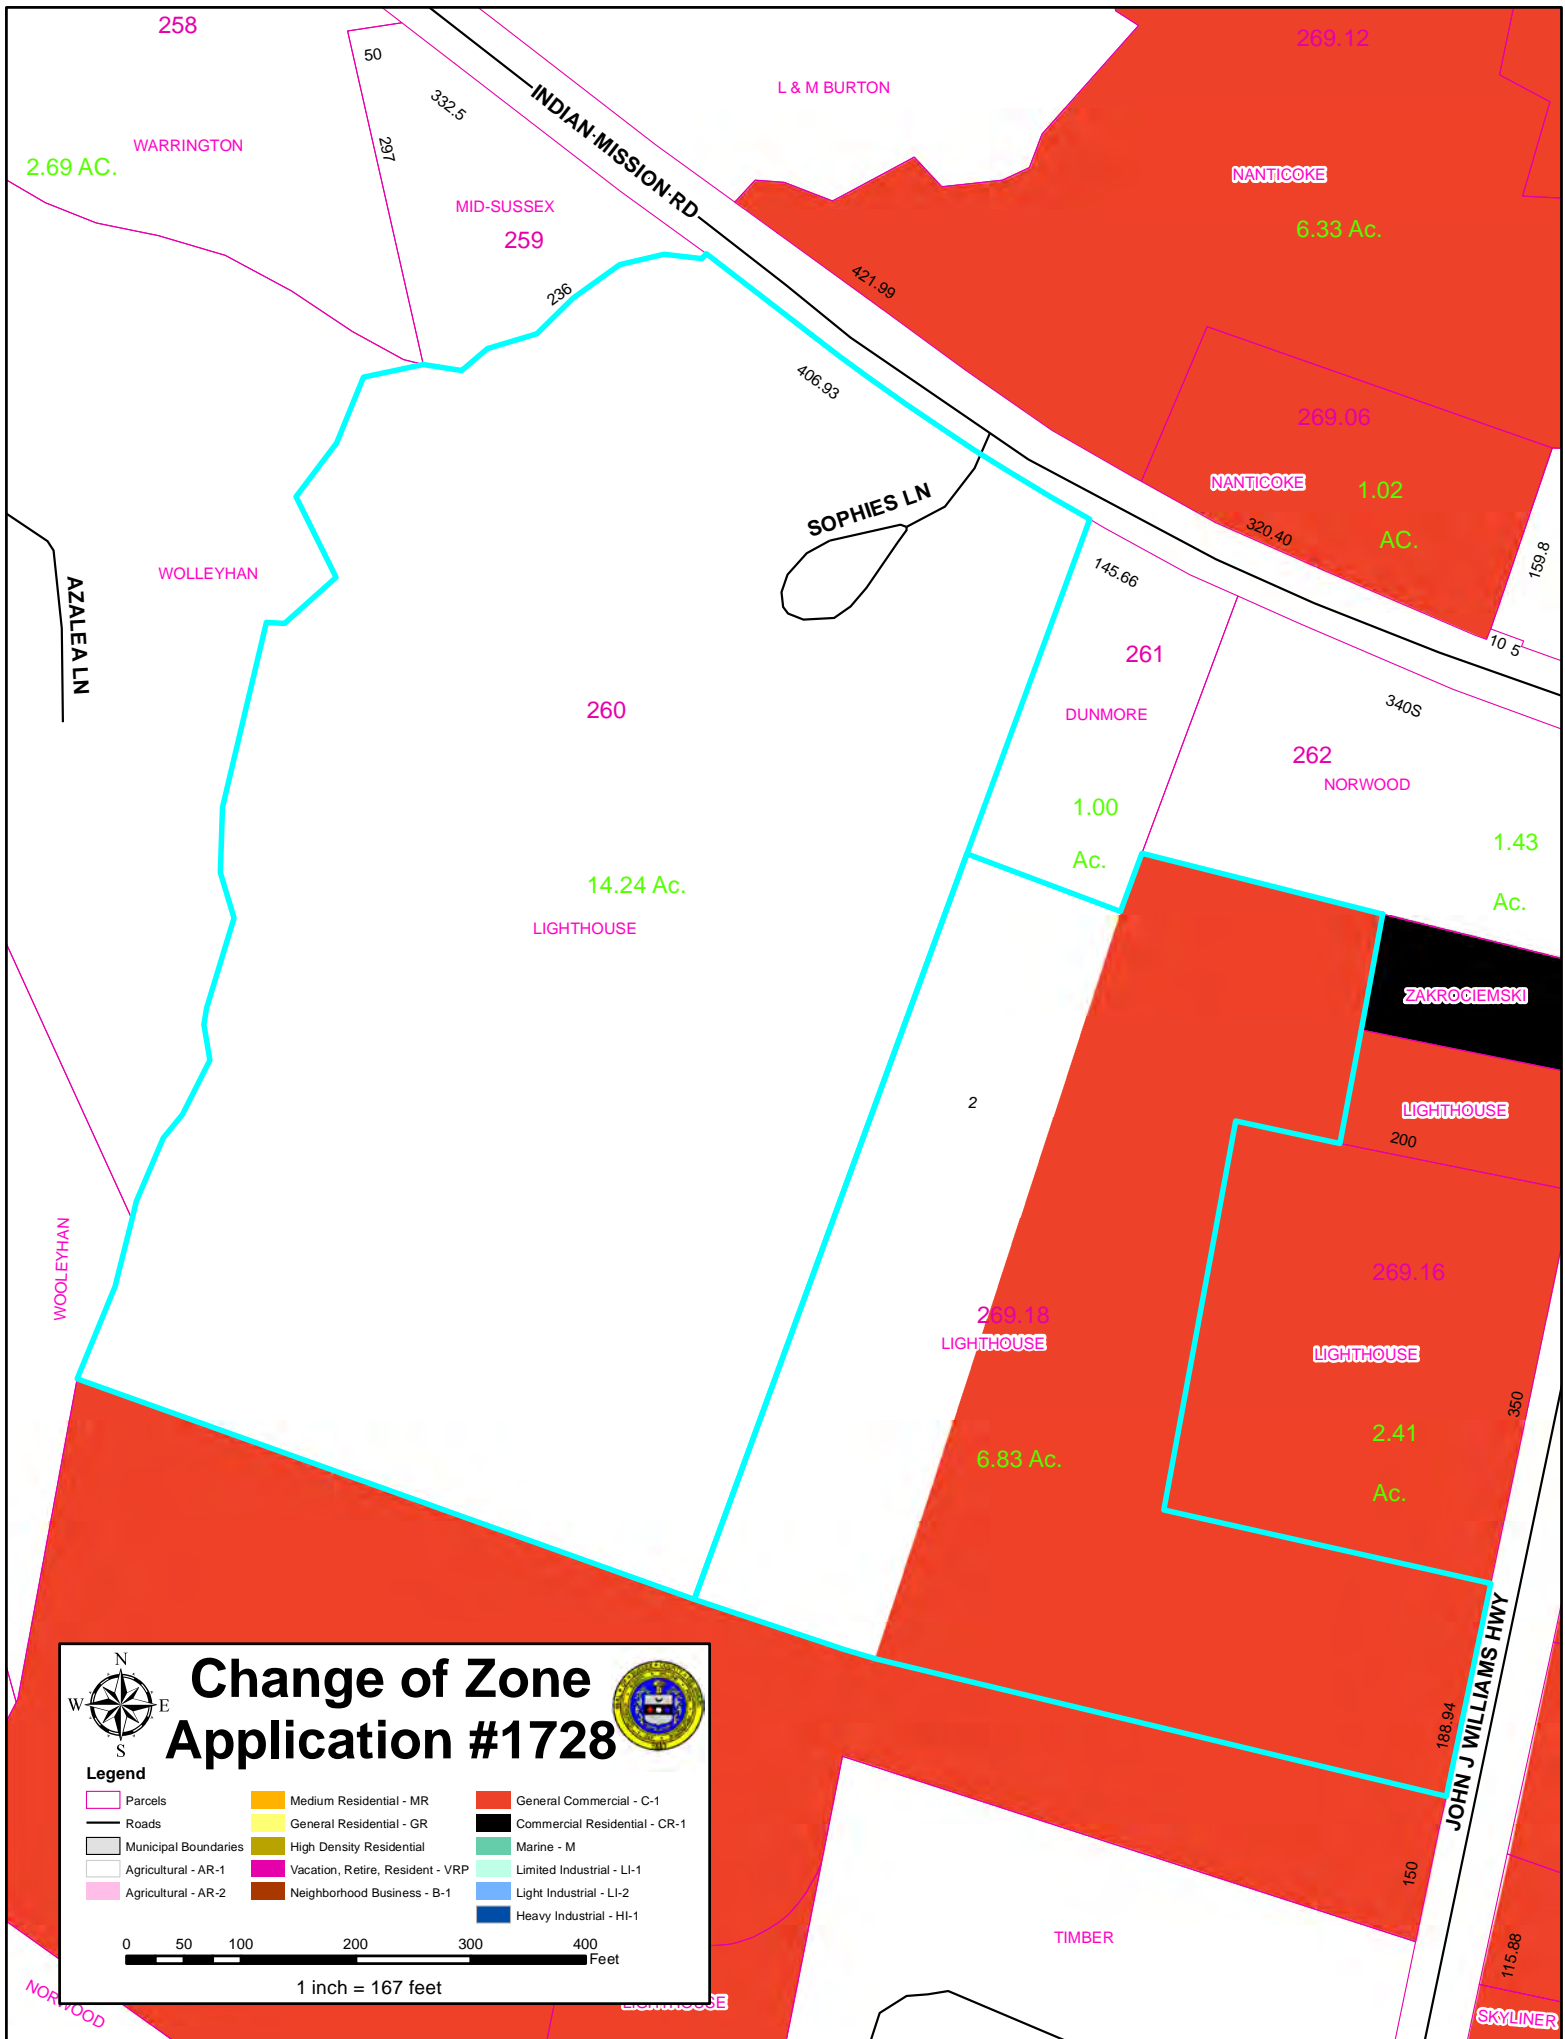 258
50
332.5
INDIAN MISSION RD
L & M BURTON
269.12
WARRINGTON
2.69 AC.
297
MID-SUSSEX
259
236
NANTICOKE
6.33 Ac.
421.99
406.93
269.06
NANTICOKE
1.02
AC.
320.40
159.8
10 5
SOPHIES LN
145.66
AZALEA LN
WOLLEYHAN
261
DUNMORE
1.00
Ac.
340S
262
NORWOOD
1.43
Ac.
260
14.24 Ac.
LIGHTHOUSE
ZAKROCIEMSKI
LIGHTHOUSE
200
2
WOOLEYHAN
269.16
LIGHTHOUSE
2.41
Ac.
350
269.18
LIGHTHOUSE
6.83 Ac.
188.94
JOHN J WILLIAMS HWY
150
115.88
TIMBER
SKYLINER
NORWOOD
LIGHTHOUSE
N
W
E
S
Change of Zone
Application #1728
Legend
Parcels
Roads
Municipal Boundaries
Agricultural - AR-1
Agricultural - AR-2
Medium Residential - MR
General Residential - GR
High Density Residential
Vacation, Retire, Resident - VRP
Neighborhood Business - B-1
General Commercial - C-1
Commercial Residential - CR-1
Marine - M
Limited Industrial - LI-1
Light Industrial - LI-2
Heavy Industrial - HI-1
0 50 100 200 300 400
Feet
1 inch = 167 feet